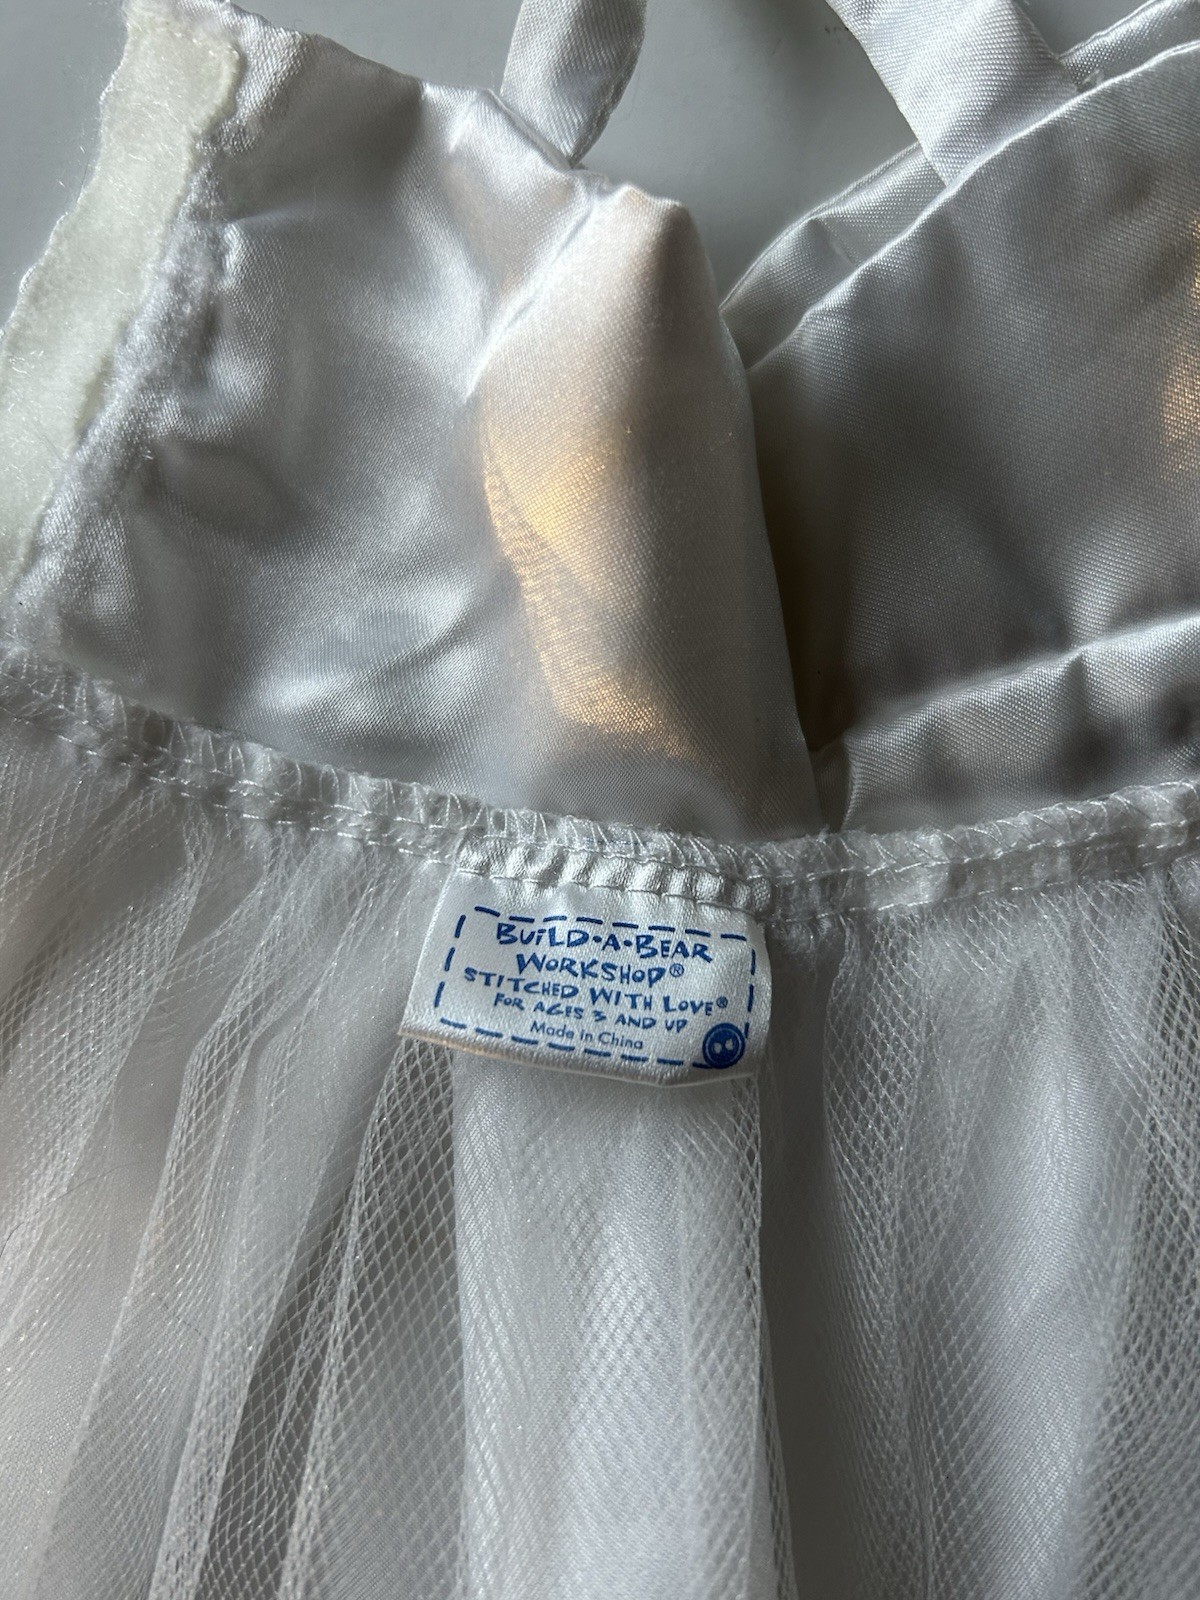 BUiLD•A•BEAR
WORKSHOP®
STITCHED WITH LOVE®
FOR AGES 3 AND UP
Made in China